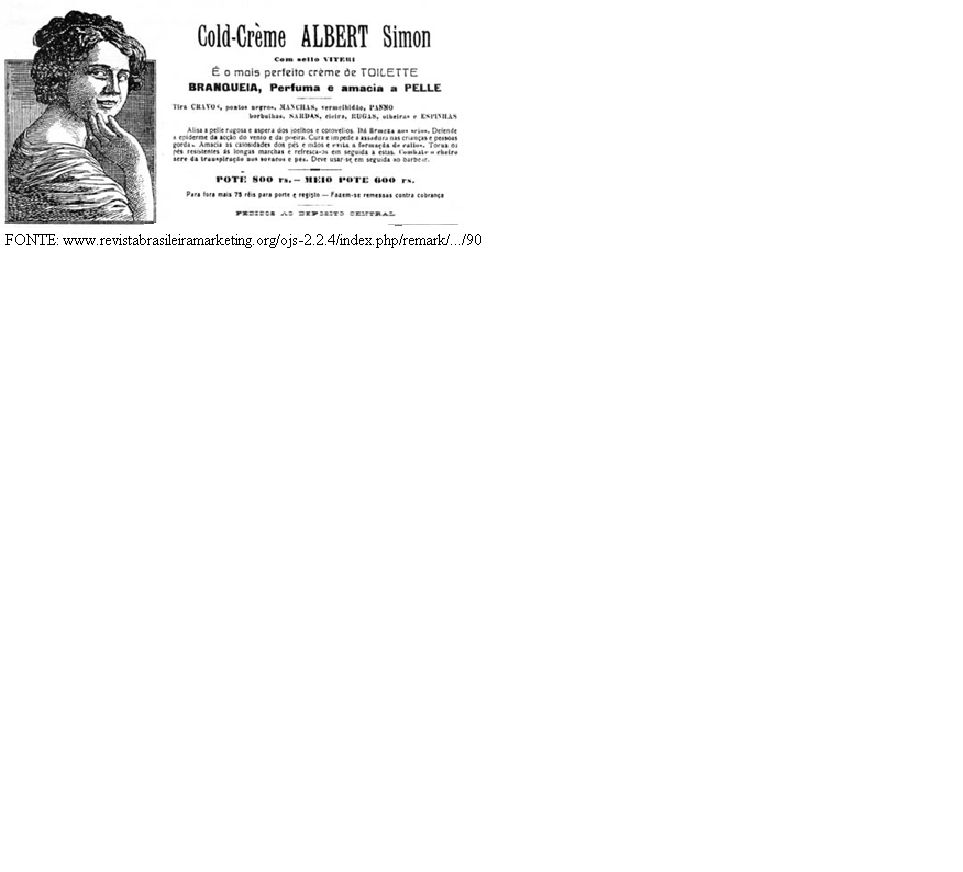 Cold-Crème ALBERT Simon
Com sello VITERI
É o mais perfeito crème de TOILETTE
BRANQUEIA, Perfuma e amacia a PELLE
Tira CRAVOS, pontos negros, MANCHAS, vermelhidão, PANNO
borbulhas, SARDAS, cieiro, RUGAS, olheiras e ESPINHAS
Alisa a pelle rugosa e aspera dos joelhos e cotovellos. Dá firmeza aos seios. Defende
a epiderme da acção do vento e da poeira. Cura e impede a assadura nas crianças e pessoas
gordas. Amacia as calosidades dos pés e mãos e evita a formação de callos. Torna os
pés resistentes ás longas marchas e refresca-os em seguida a estas. Combate o cheiro
acre da transpiração nos sovacos e pés. Deve usar-se em seguida ao barbear.
POTE 800 rs. — MEIO POTE 600 rs.
Para fora mais 75 réis para porte e registo — Fazem-se remessas contra cobrança
PEDIDOS AO DEPOSITO CENTRAL
FONTE: www.revistabrasileiramarketing.org/ojs-2.2.4/index.php/remark/.../90